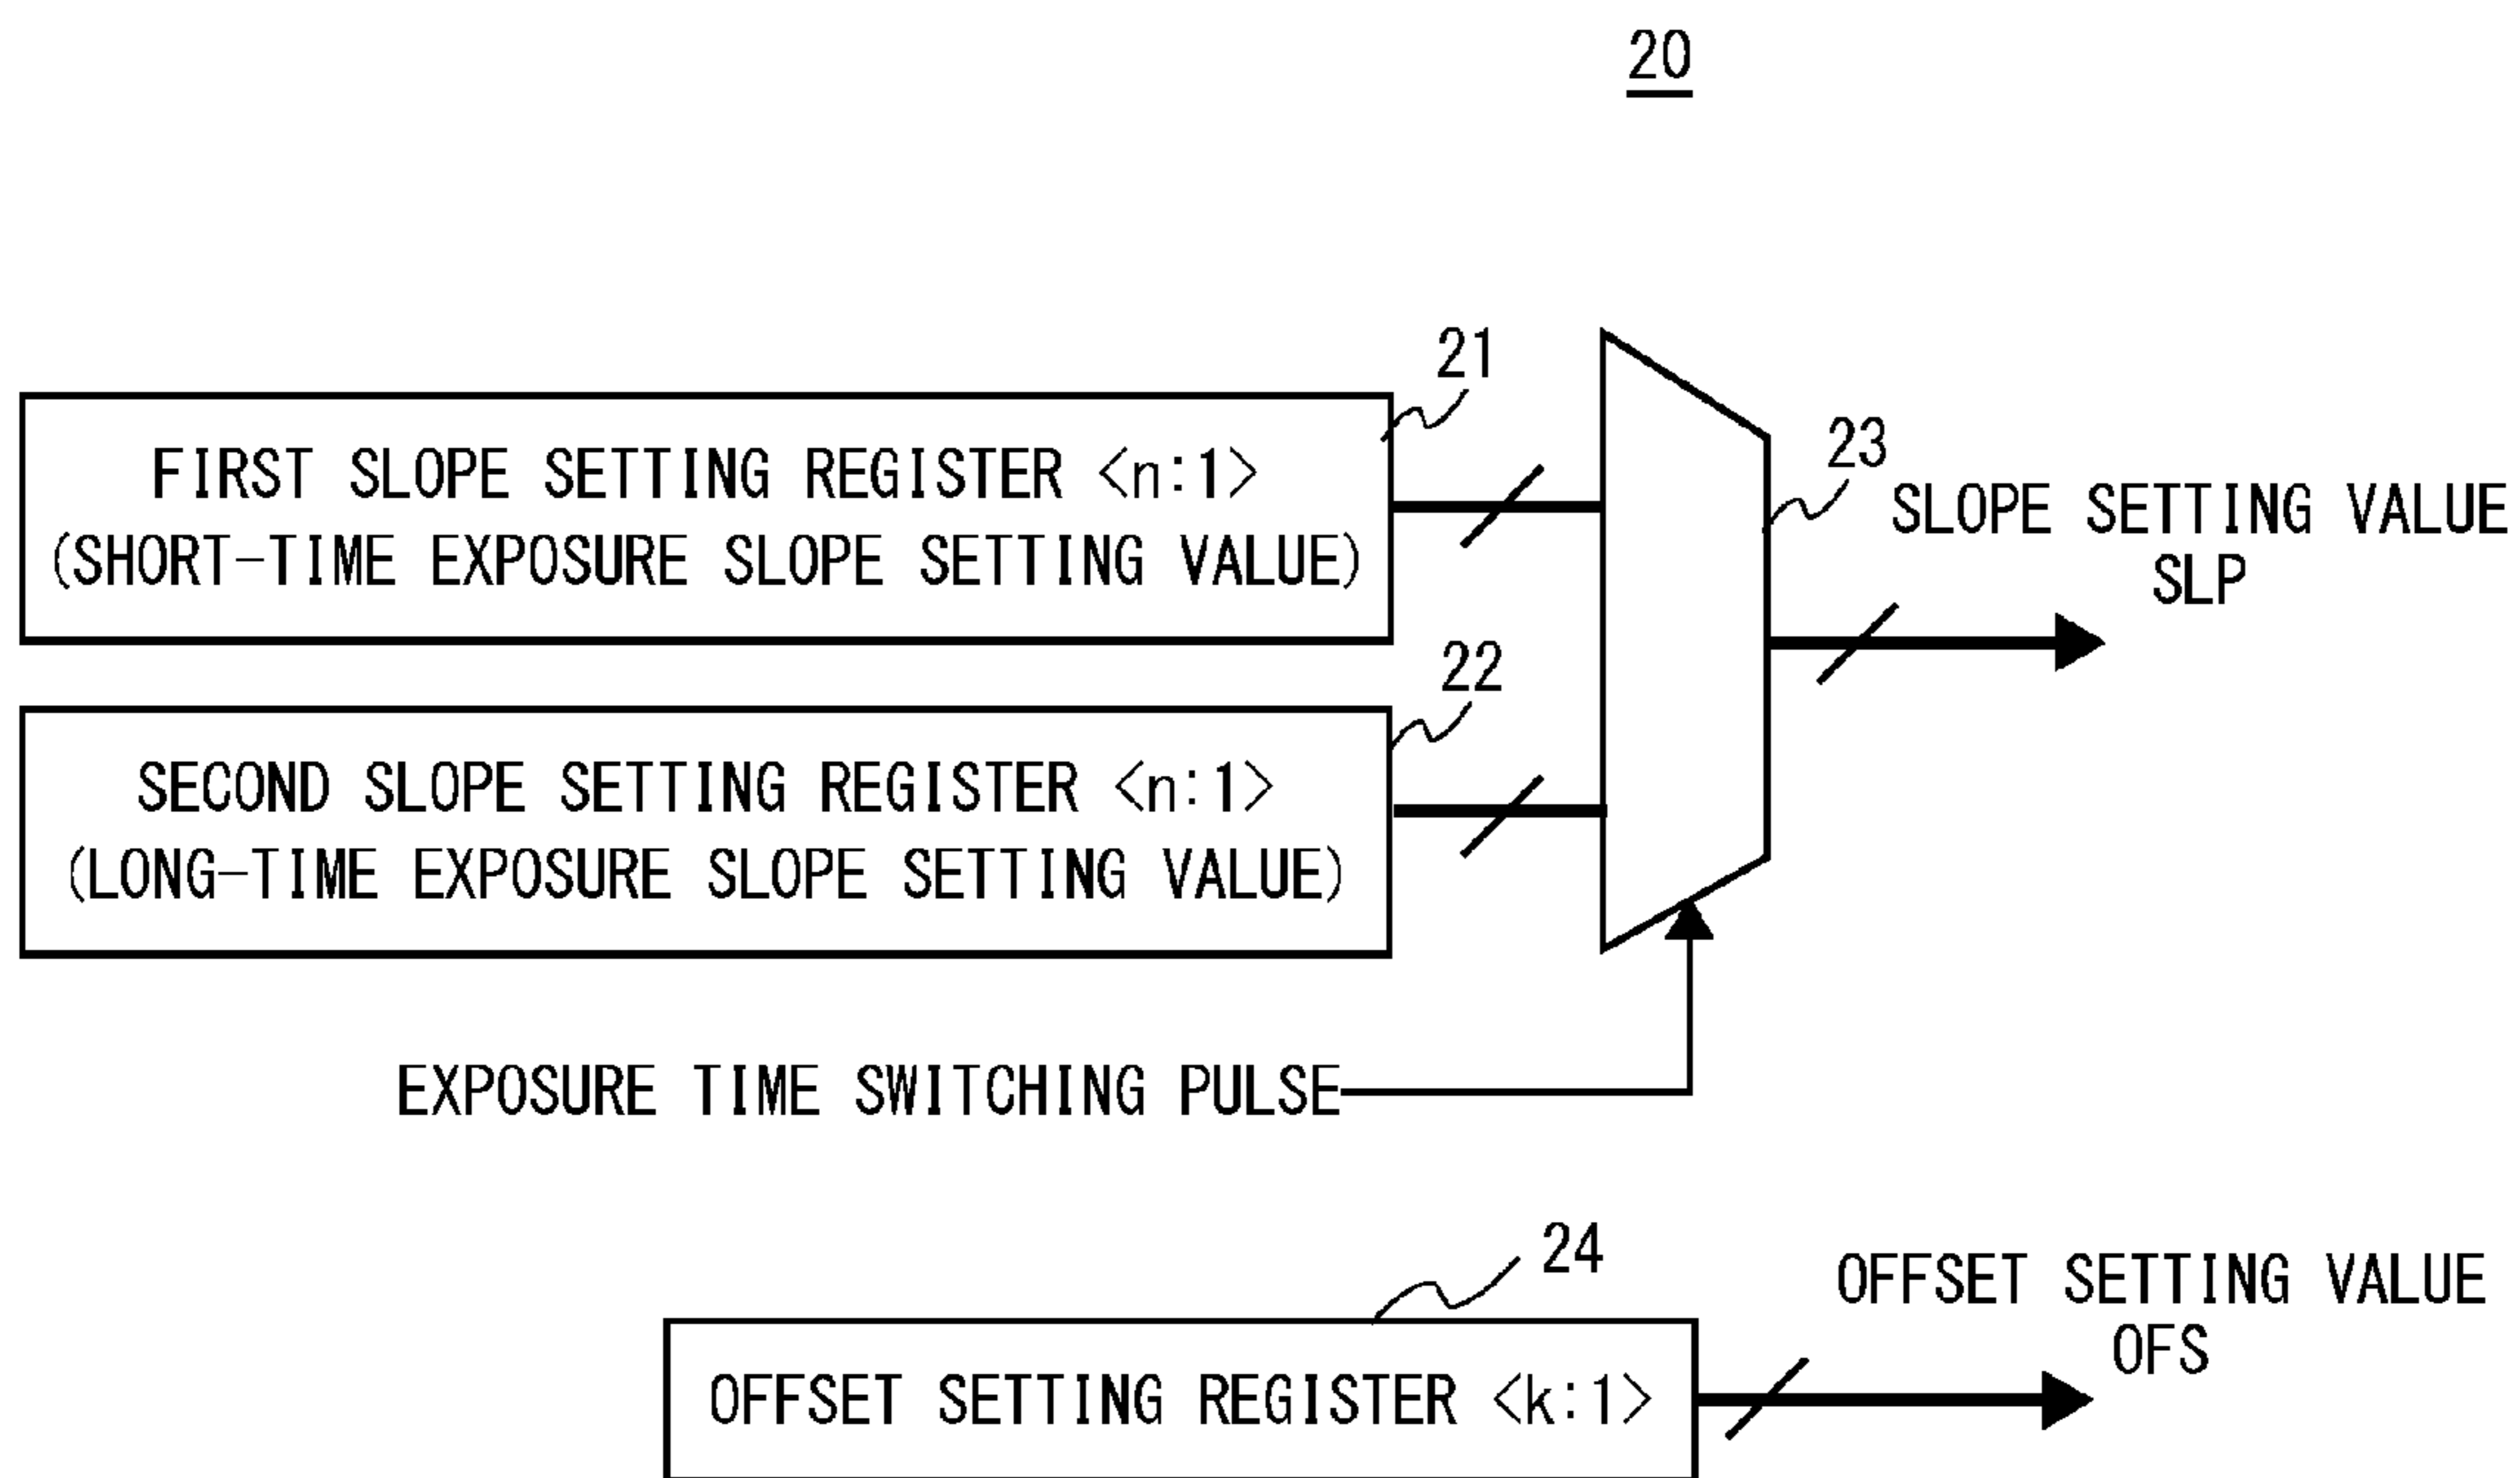 20
21
FIRST SLOPE SETTING REGISTER <n:1>
(SHORT-TIME EXPOSURE SLOPE SETTING VALUE)
23
SLOPE SETTING VALUE
SLP
22
SECOND SLOPE SETTING REGISTER <n:1>
(LONG-TIME EXPOSURE SLOPE SETTING VALUE)
EXPOSURE TIME SWITCHING PULSE
24
OFFSET SETTING REGISTER <k:1>
OFFSET SETTING VALUE
OFS